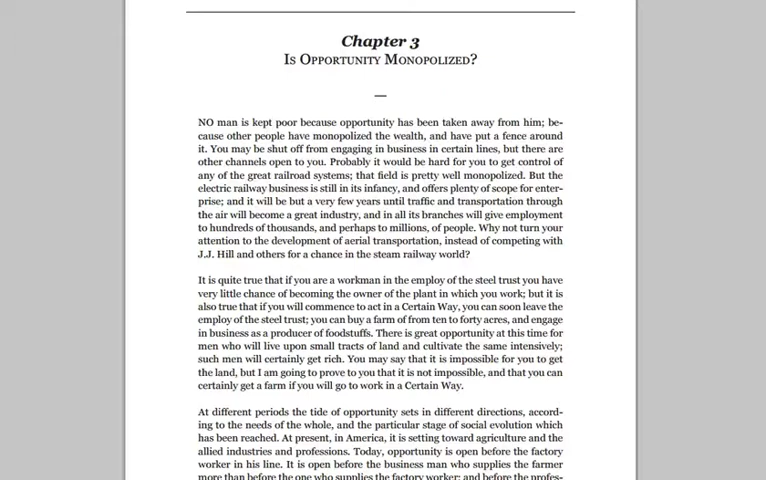 Chapter 3
Is Opportunity Monopolized?
—
NO man is kept poor because opportunity has been taken away from him; be-
cause other people have monopolized the wealth, and have put a fence around
it. You may be shut off from engaging in business in certain lines, but there are
other channels open to you. Probably it would be hard for you to get control of
any of the great railroad systems; that field is pretty well monopolized. But the
electric railway business is still in its infancy, and offers plenty of scope for enter-
prise; and it will be but a very few years until traffic and transportation through
the air will become a great industry, and in all its branches will give employment
to hundreds of thousands, and perhaps to millions, of people. Why not turn your
attention to the development of aerial transportation, instead of competing with
J.J. Hill and others for a chance in the steam railway world?
It is quite true that if you are a workman in the employ of the steel trust you have
very little chance of becoming the owner of the plant in which you work; but it is
also true that if you will commence to act in a Certain Way, you can soon leave the
employ of the steel trust; you can buy a farm of from ten to forty acres, and engage
in business as a producer of foodstuffs. There is great opportunity at this time for
men who will live upon small tracts of land and cultivate the same intensively;
such men will certainly get rich. You may say that it is impossible for you to get
the land, but I am going to prove to you that it is not impossible, and that you can
certainly get a farm if you will go to work in a Certain Way.
At different periods the tide of opportunity sets in different directions, accord-
ing to the needs of the whole, and the particular stage of social evolution which
has been reached. At present, in America, it is setting toward agriculture and the
allied industries and professions. Today, opportunity is open before the factory
worker in his line. It is open before the business man who supplies the farmer
more than before the one who supplies the factory worker; and before the profes-